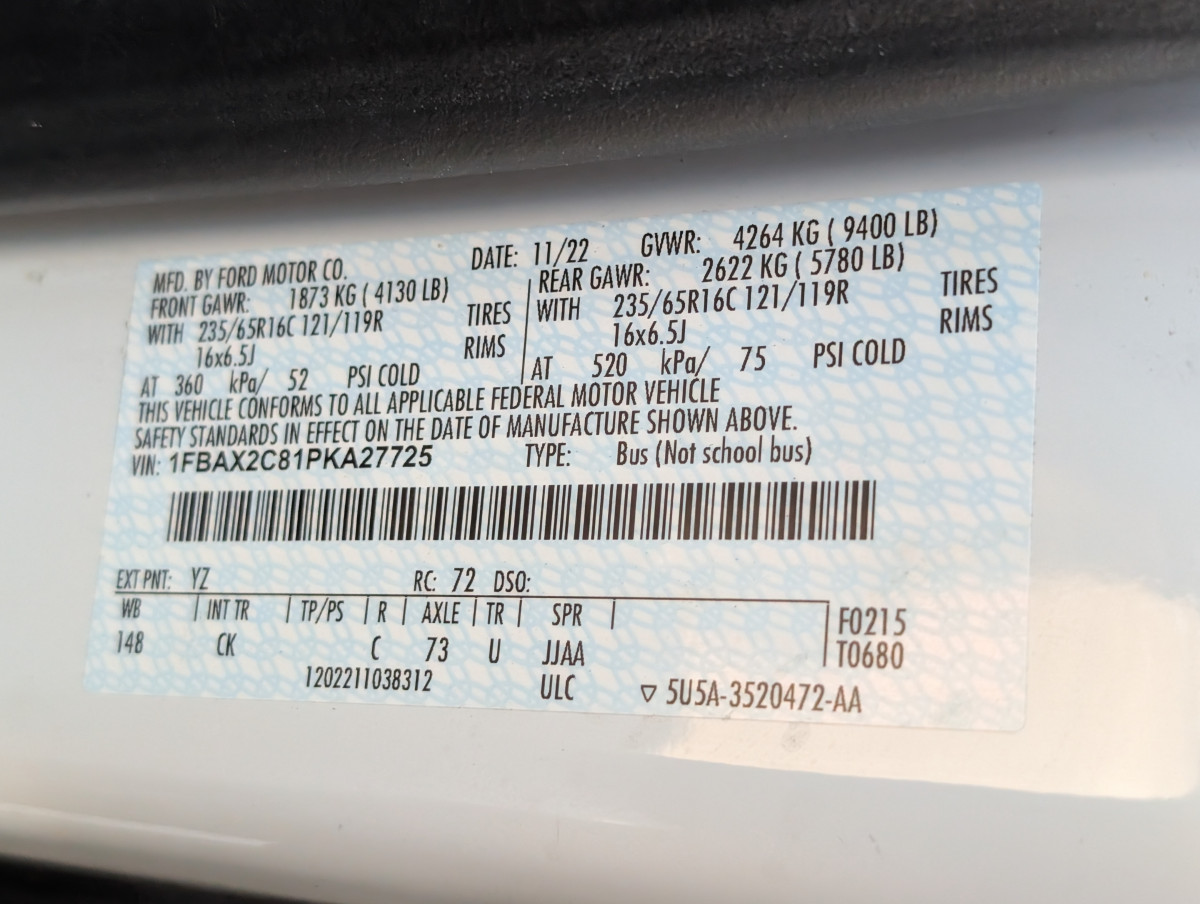 MFD. BY FORD MOTOR CO. DATE: 11/22 GVWR: 4264 KG ( 9400 LB)
FRONT GAWR: 1873 KG ( 4130 LB) REAR GAWR: 2622 KG ( 5780 LB)
WITH 235/65R16C 121/119R TIRES WITH 235/65R16C 121/119R TIRES
16x6.5J RIMS 16x6.5J RIMS
AT 360 kPa/ 52 PSI COLD AT 520 kPa/ 75 PSI COLD
THIS VEHICLE CONFORMS TO ALL APPLICABLE FEDERAL MOTOR VEHICLE
SAFETY STANDARDS IN EFFECT ON THE DATE OF MANUFACTURE SHOWN ABOVE.
VIN: 1FBAX2C81PKA27725 TYPE: Bus (Not school bus)
EXT PNT: YZ RC: 72 DSO:
WB | INT TR | TP/PS | R | AXLE | TR | SPR | F0215
148 CK C 73 U JJAA T0680
1202211038312 ULC ▽ 5U5A-3520472-AA